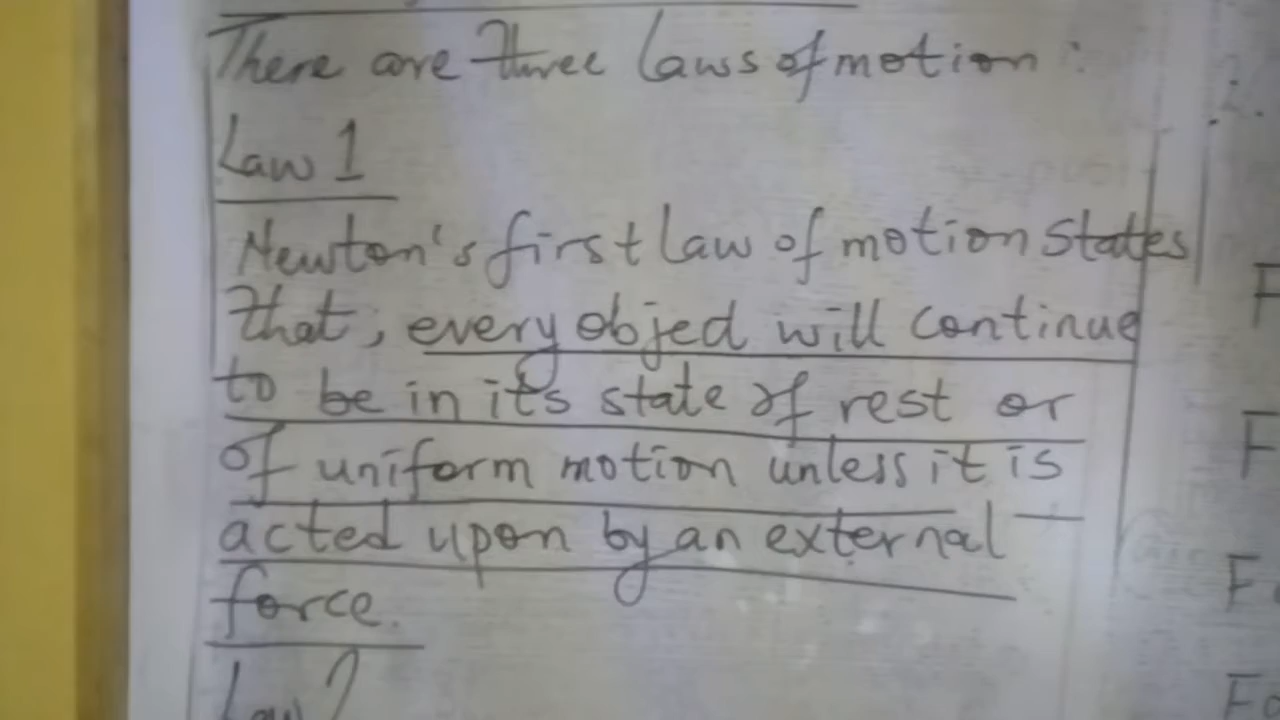 There are three laws of motion:
Law 1
Newton's first law of motion states
that, every object will continue
to be in its state of rest or
of uniform motion unless it is
acted upon by an external
force.
Law 2